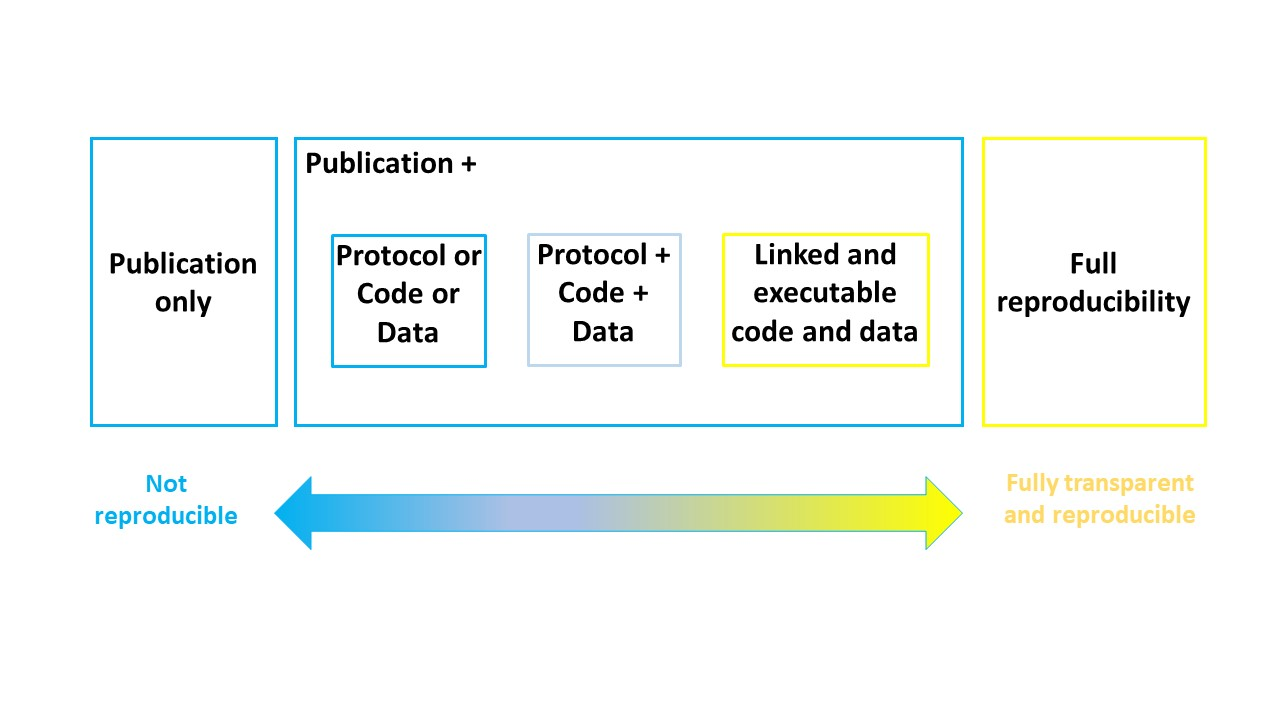 Publication
only
Publication +
Protocol or
Code or
Data
Protocol +
Code +
Data
Linked and
executable
code and data
Full
reproducibility
Not
reproducible
Fully transparent
and reproducible